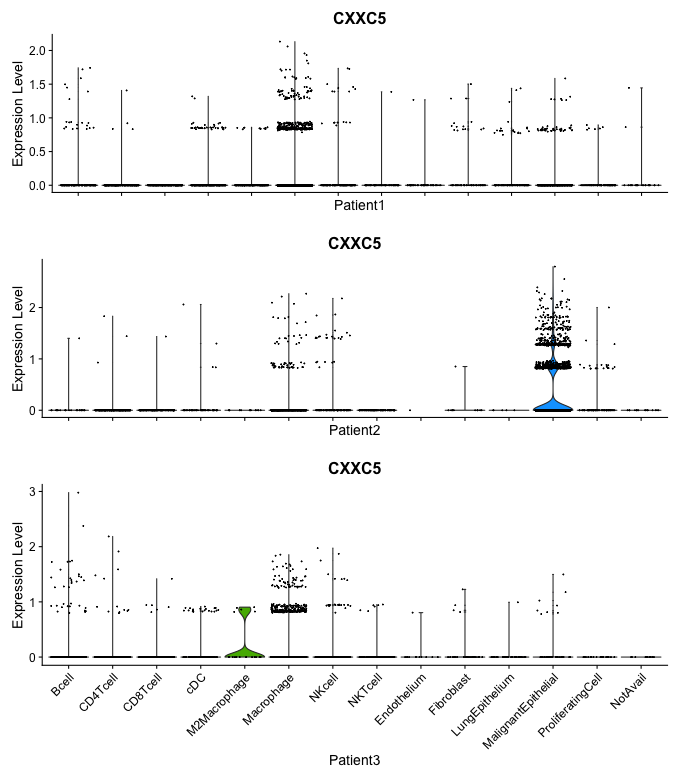 CXXC5
Expression Level
2.0
1.5
1.0
0.5
0.0
Patient1
CXXC5
Expression Level
2
1
0
Patient2
CXXC5
Expression Level
3
2
1
0
Bcell
CD4Tcell
CD8Tcell
cDC
M2Macrophage
Macrophage
NKcell
NKTcell
Endothelium
Fibroblast
LungEpithelium
MalignantEpithelial
ProliferatingCell
NotAvail
Patient3